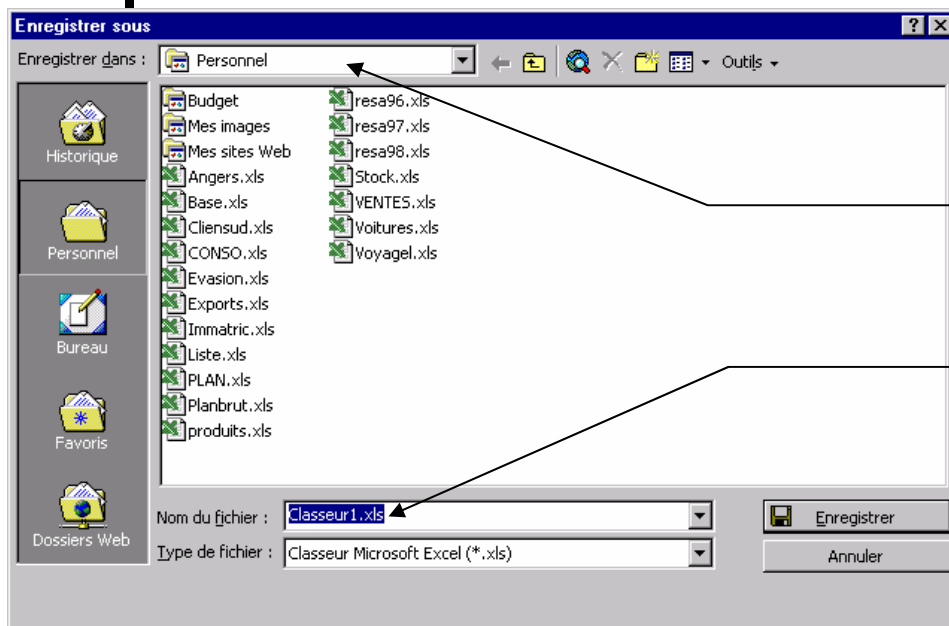 Enregistrer sous
Enregistrer dans : Personnel Outils
Historique
Personnel
Bureau
Favoris
Dossiers Web
Budget
Mes images
Mes sites Web
Angers.xls
Base.xls
Cliensud.xls
CONSO.xls
Evasion.xls
Exports.xls
Immatric.xls
Liste.xls
PLAN.xls
Planbrut.xls
produits.xls
resa96.xls
resa97.xls
resa98.xls
Stock.xls
VENTES.xls
Voitures.xls
Voyagel.xls
Nom du fichier : Classeur1.xls Enregistrer
Type de fichier : Classeur Microsoft Excel (*.xls) Annuler